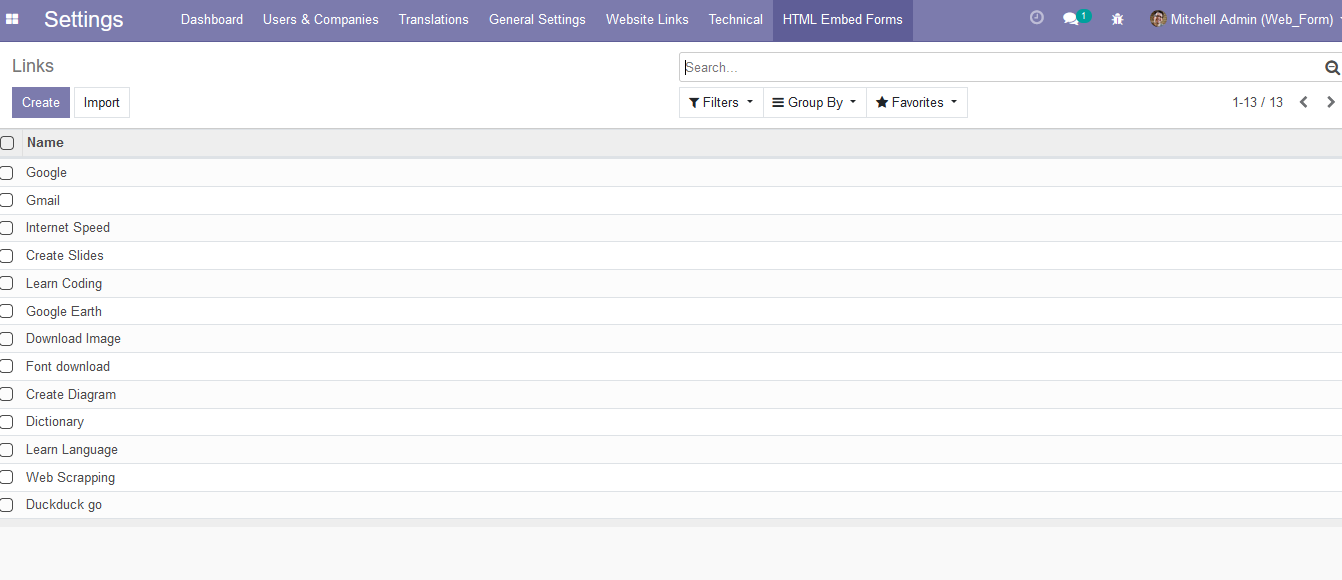 Settings Dashboard Users & Companies Translations General Settings Website Links Technical HTML Embed Forms 1 Mitchell Admin (Web_Form)
Links Search...
Create Import Filters Group By Favorites 1-13 / 13
Name
Google
Gmail
Internet Speed
Create Slides
Learn Coding
Google Earth
Download Image
Font download
Create Diagram
Dictionary
Learn Language
Web Scrapping
Duckduck go